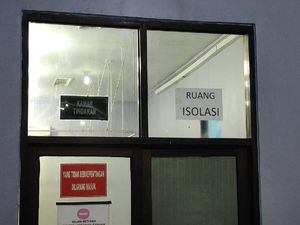 KAMAR
TINDAKAN
RUANG
ISOLASI
YANG TIDAK BERKEPENTINGAN
DILARANG MASUK